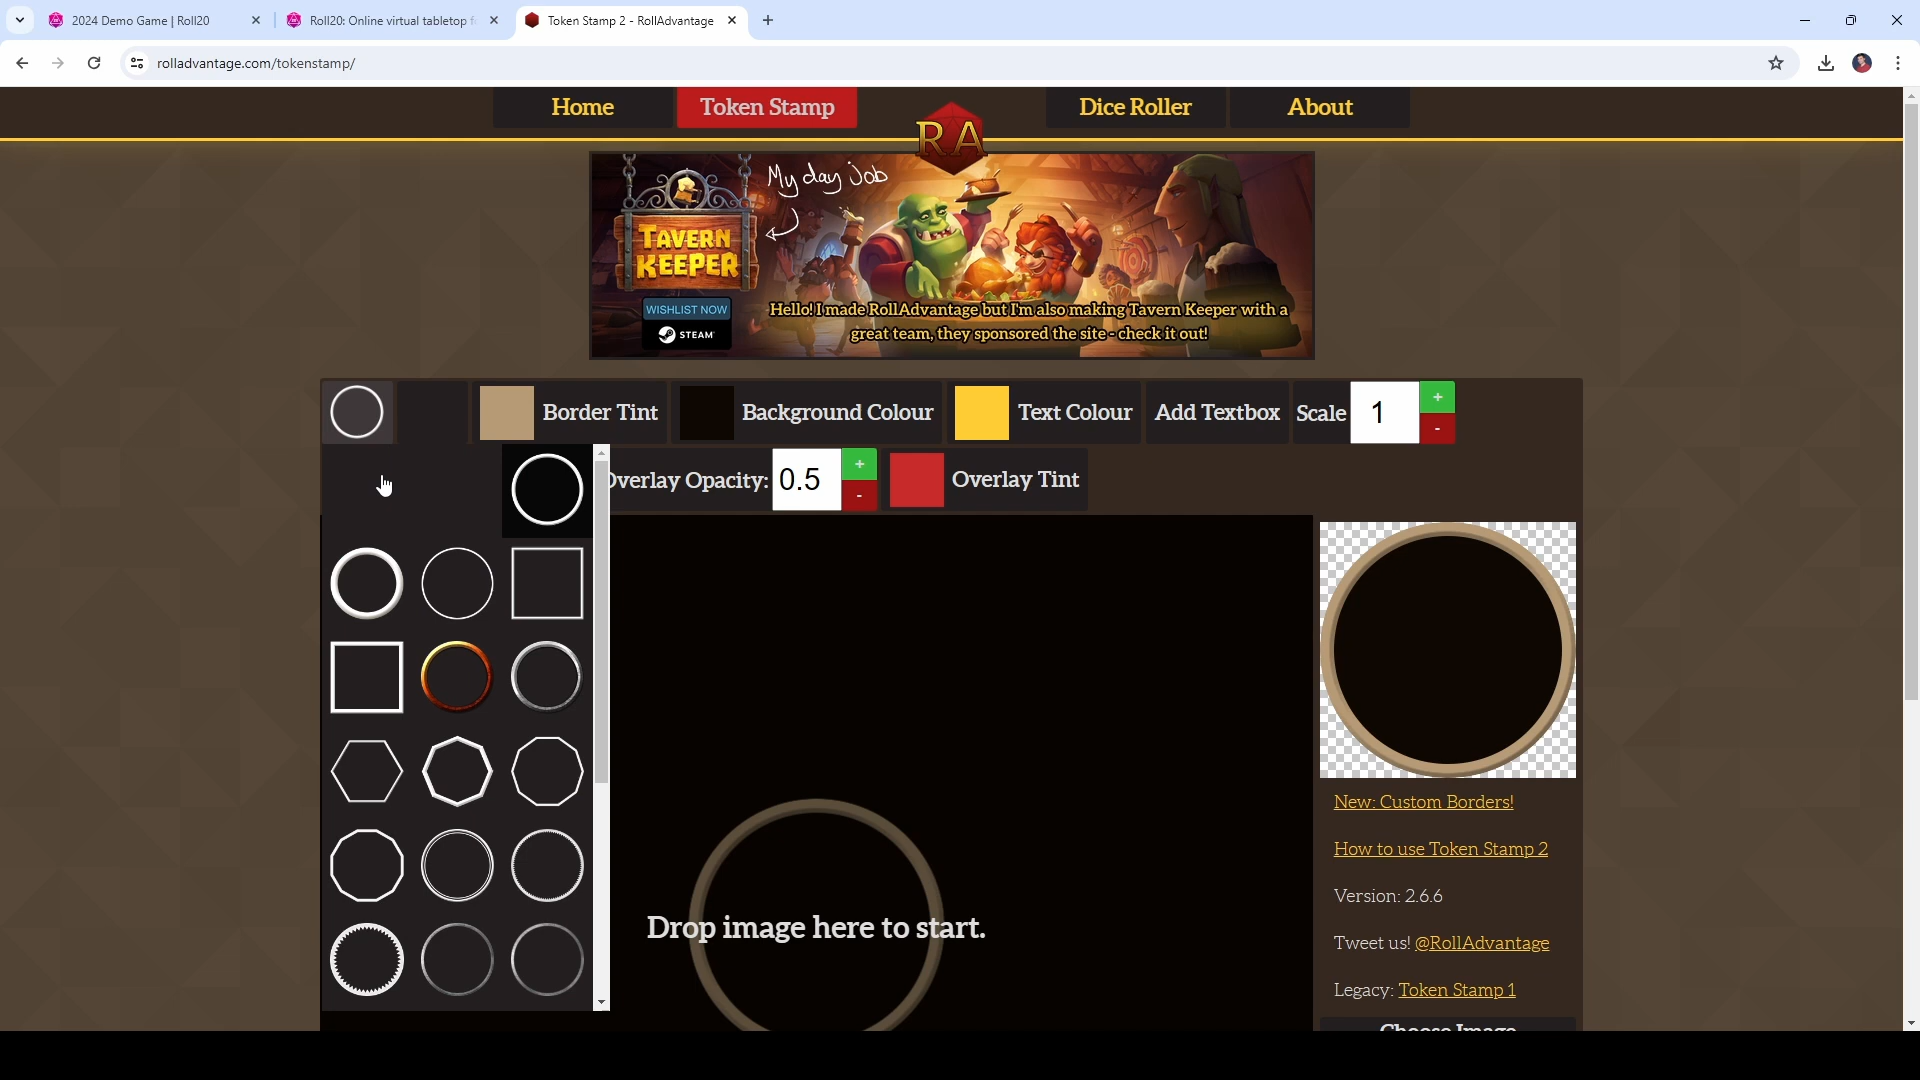 2024 Demo Game | Roll20
Roll20: Online virtual tabletop f
Token Stamp 2 - RollAdvantage
rolladvantage.com/tokenstamp/
Home
Token Stamp
RA
Dice Roller
About
My day job
TAVERN
KEEPER
WISHLIST NOW
STEAM
Hello! I made RollAdvantage but I'm also making Tavern Keeper with a
great team, they sponsored the site - check it out!
Border Tint
Background Colour
Text Colour
Add Textbox
Scale
1
+
-
Overlay Opacity:
0.5
+
-
Overlay Tint
Drop image here to start.
New: Custom Borders!
How to use Token Stamp 2
Version: 2.6.6
Tweet us! @RollAdvantage
Legacy: Token Stamp 1
Choose Image